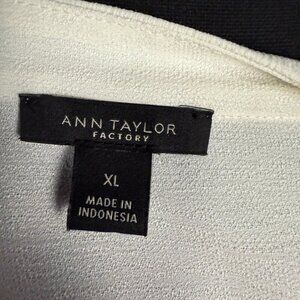 ANN TAYLOR
FACTORY
XL
MADE IN
INDONESIA